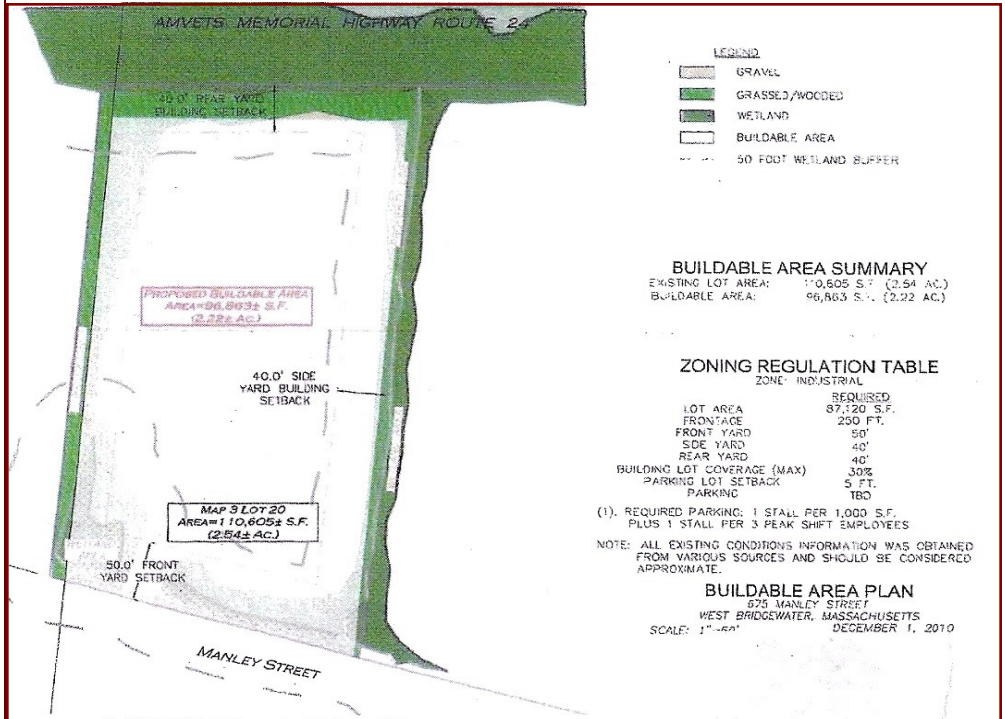 AMVETS MEMORIAL HIGHWAY ROUTE 24
40.0' REAR YARD
BUILDING SETBACK
PROPOSED BUILDABLE AREA
AREA=96,863± S.F.
(2.22± AC.)
40.0' SIDE
YARD BUILDING
SETBACK
MAP 3 LOT 20
AREA=110,605± S.F.
(2.54± AC.)
50.0' FRONT
YARD SETBACK
MANLEY STREET
LEGEND
GRAVEL
GRASSED/WOODED
WETLAND
BUILDABLE AREA
50 FOOT WETLAND BUFFER
BUILDABLE AREA SUMMARY
EXISTING LOT AREA: 110,605 S.F. (2.54 AC.)
BUILDABLE AREA: 96,863 S.F. (2.22 AC.)
ZONING REGULATION TABLE
ZONE: INDUSTRIAL
REQUIRED
LOT AREA 87,120 S.F.
FRONTAGE 250 FT.
FRONT YARD 50'
SIDE YARD 40'
REAR YARD 40'
BUILDING LOT COVERAGE (MAX) 30%
PARKING LOT SETBACK 5 FT.
PARKING TBD
(1). REQUIRED PARKING: 1 STALL PER 1,000 S.F.
PLUS 1 STALL PER 3 PEAK SHIFT EMPLOYEES
NOTE: ALL EXISTING CONDITIONS INFORMATION WAS OBTAINED
FROM VARIOUS SOURCES AND SHOULD BE CONSIDERED
APPROXIMATE.
BUILDABLE AREA PLAN
675 MANLEY STREET
WEST BRIDGEWATER, MASSACHUSETTS
SCALE: DECEMBER 1, 2010